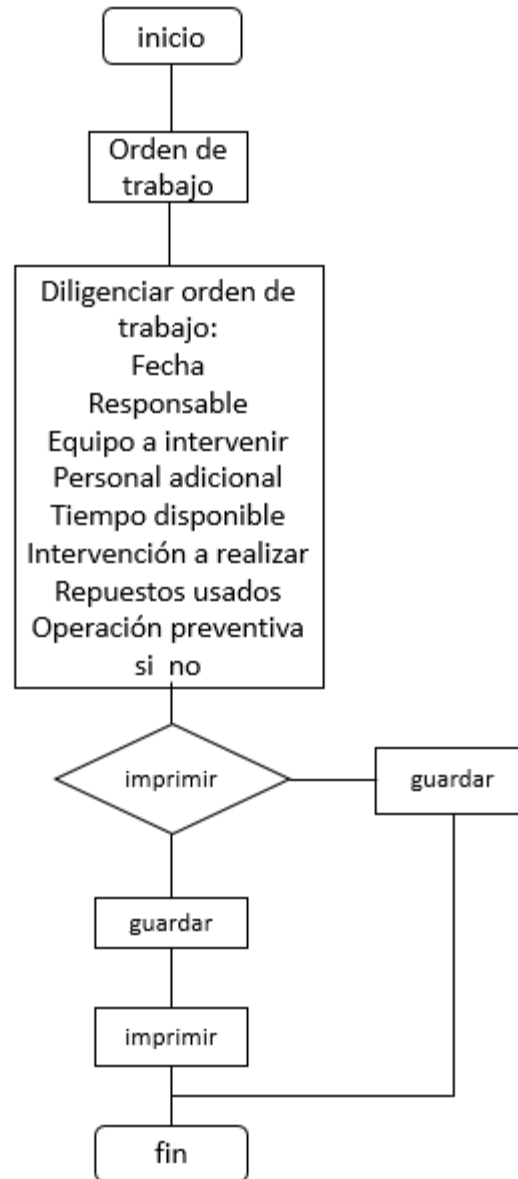 inicio
Orden de
trabajo
Diligenciar orden de
trabajo:
Fecha
Responsable
Equipo a intervenir
Personal adicional
Tiempo disponible
Intervención a realizar
Repuestos usados
Operación preventiva
si  no
imprimir
guardar
guardar
imprimir
fin